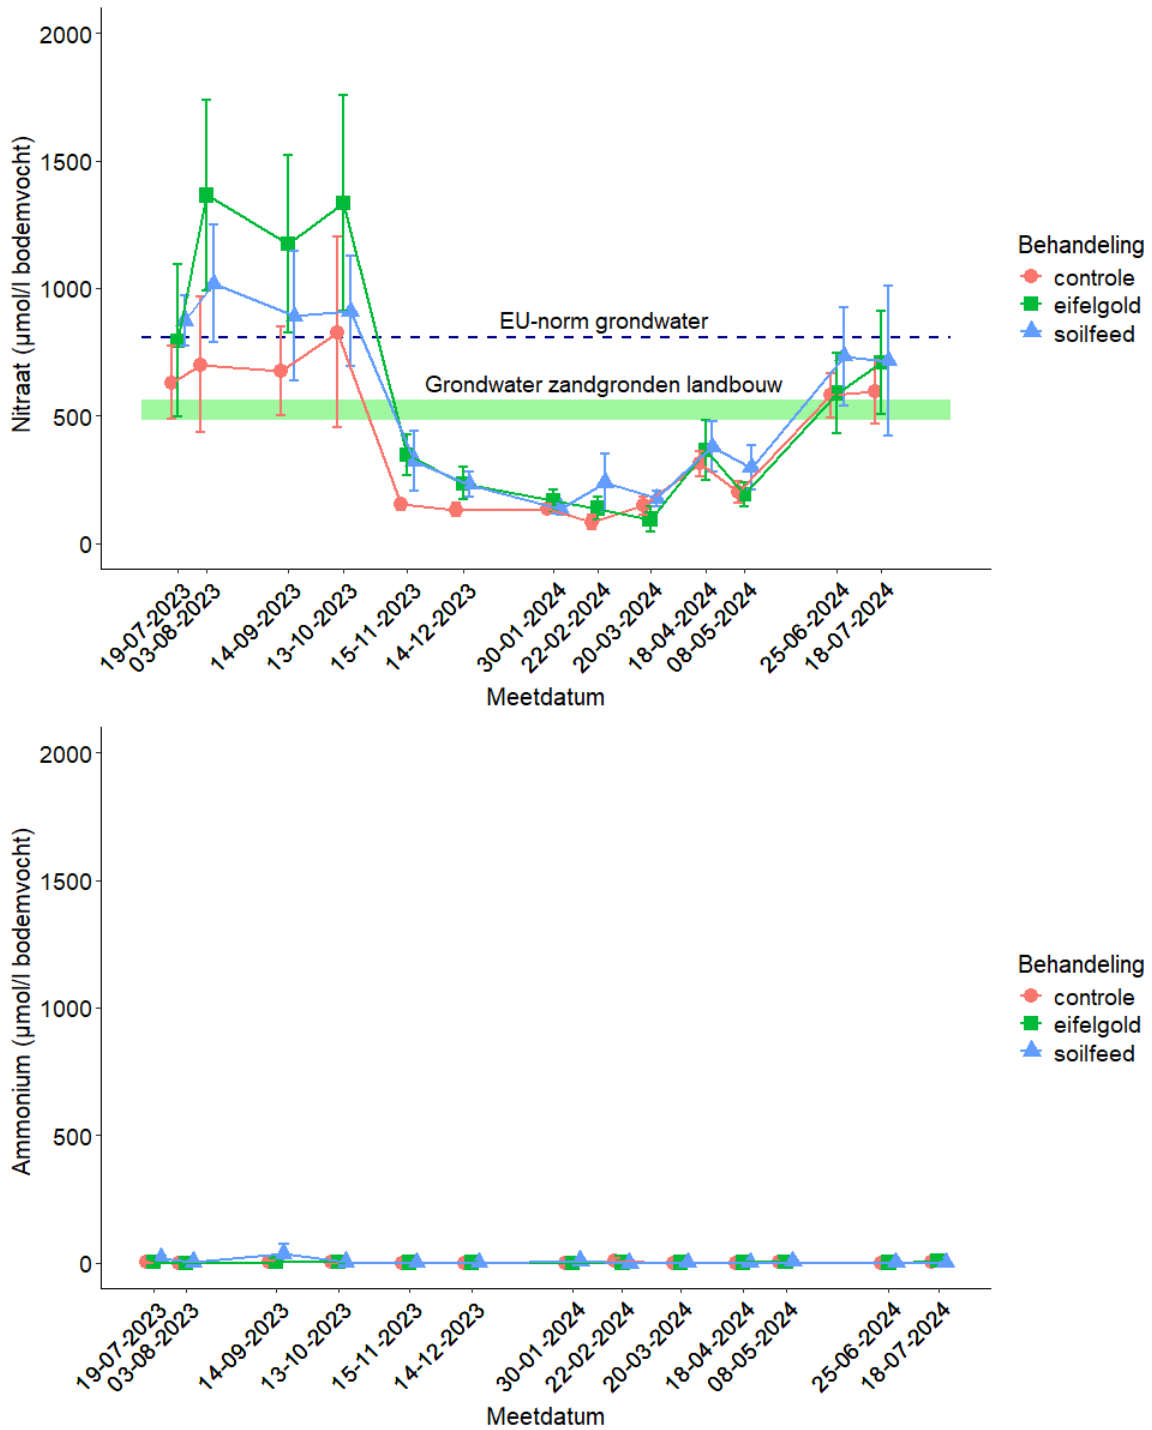 2000
1500
1000
500
0
Nitraat (µmol/l bodemvocht)
EU-norm grondwater
Grondwater zandgronden landbouw
19-07-2023
03-08-2023
14-09-2023
13-10-2023
15-11-2023
14-12-2023
30-01-2024
22-02-2024
20-03-2024
18-04-2024
08-05-2024
25-06-2024
18-07-2024
Meetdatum
Behandeling
controle
eifelgold
soilfeed
2000
1500
1000
500
0
Ammonium (µmol/l bodemvocht)
19-07-2023
03-08-2023
14-09-2023
13-10-2023
15-11-2023
14-12-2023
30-01-2024
22-02-2024
20-03-2024
18-04-2024
08-05-2024
25-06-2024
18-07-2024
Meetdatum
Behandeling
controle
eifelgold
soilfeed